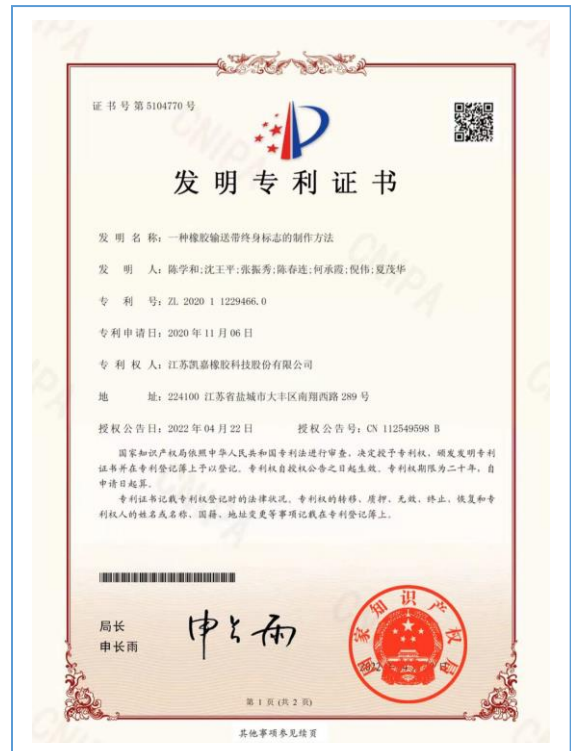 证书号第5104770号
发明专利证书
发 明 名 称：一种橡胶输送带终身标志的制作方法
发 明 人：陈学和;沈王平;张振秀;陈春连;何承霞;倪伟;夏茂华
专 利 号：ZL 2020 1 1229466.0
专利申请日：2020年11月06日
专 利 权 人：江苏凯嘉橡胶科技股份有限公司
地 址：224100 江苏省盐城市大丰区南翔西路289号
授权公告日：2022年04月22日 授权公告号：CN 112549598 B
国家知识产权局依照中华人民共和国专利法进行审查，决定授予专利权，颁发发明专利
证书并在专利登记簿上予以登记。专利权自授权公告之日起生效。专利权期限为二十年，自
申请日起算。
专利证书记载专利权登记时的法律状况。专利权的转移、质押、无效、终止、恢复和专
利权人的姓名或名称、国籍、地址变更等事项记载在专利登记簿上。
局长
申长雨
申长雨
国家知识产权局
第 1 页 (共 2 页)
其他事项参见续页
CNIPA